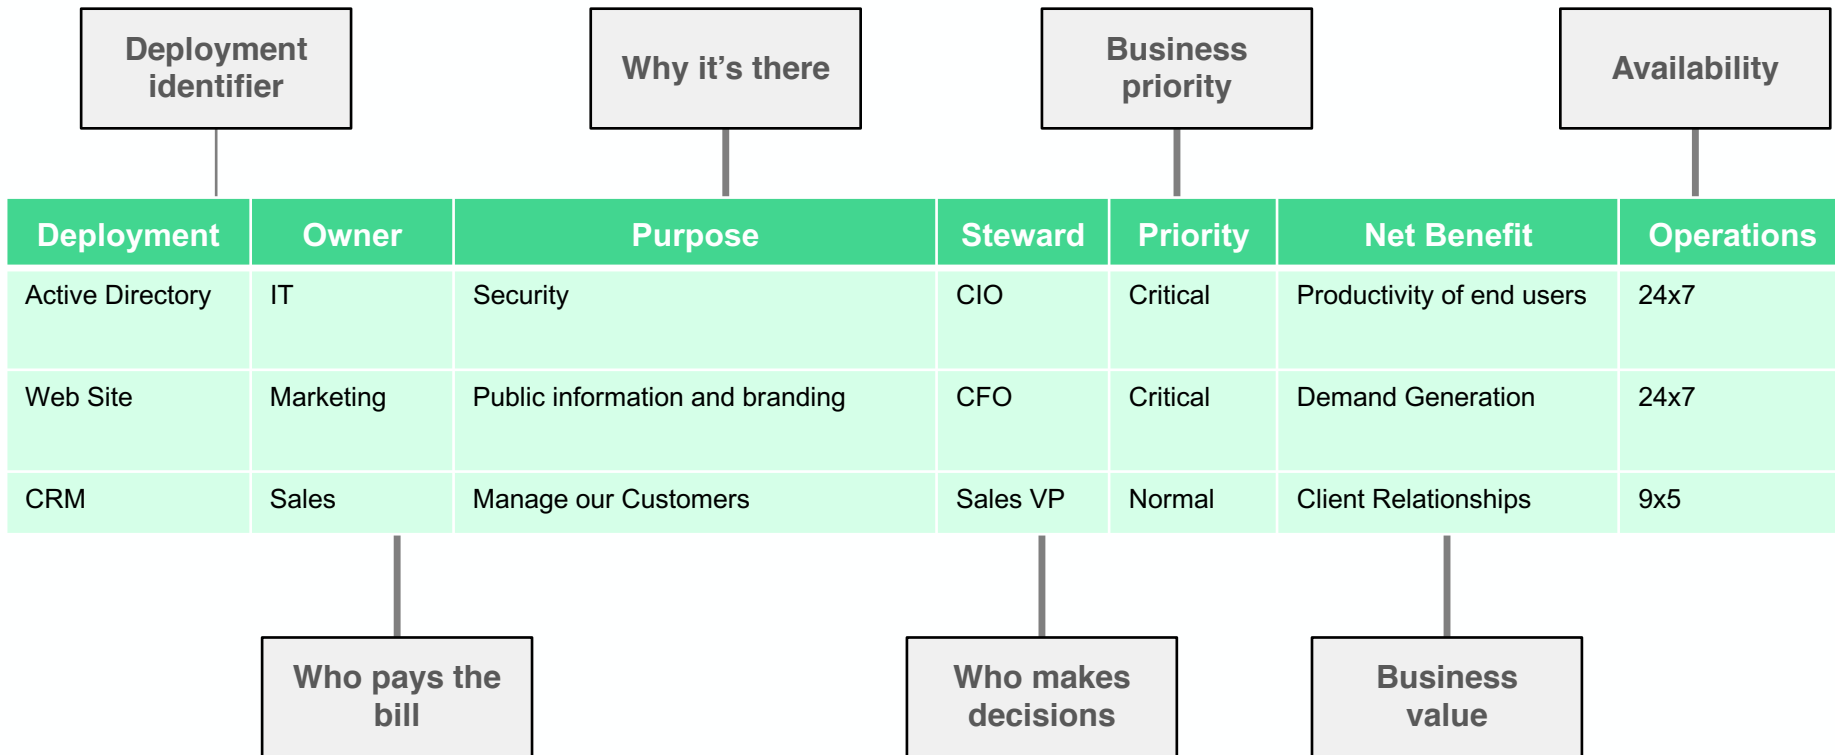 Deployment
identifier
Why it’s there
Business
priority
Availability
Deployment Owner Purpose Steward Priority Net Benefit Operations
Active Directory IT Security CIO Critical Productivity of end users 24x7
Web Site Marketing Public information and branding CFO Critical Demand Generation 24x7
CRM Sales Manage our Customers Sales VP Normal Client Relationships 9x5
Who pays the
bill
Who makes
decisions
Business
value